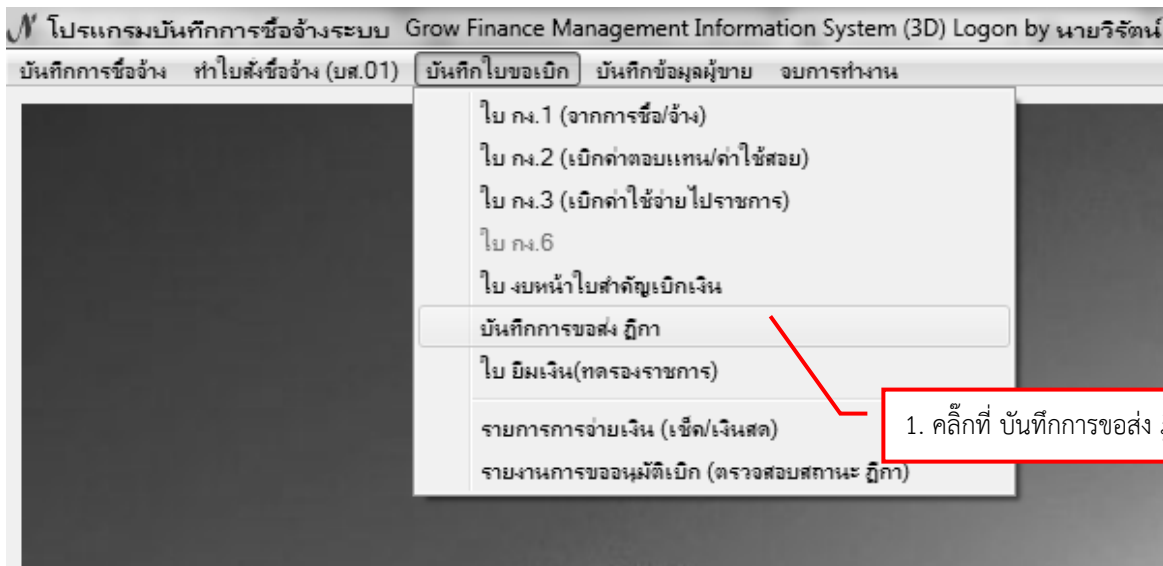 โปรแกรมบันทึกการซื้อจ้างระบบ Grow Finance Management Information System (3D) Logon by นายวิรัตน์
บันทึกการซื้อจ้าง ทำใบสั่งซื้อจ้าง (บส.01) บันทึกใบขอเบิก บันทึกข้อมูลผู้ขาย จบการทำงาน
ใบ กง.1 (จากการซื้อ/จ้าง)
ใบ กง.2 (เบิกค่าตอบแทน/ค่าใช้สอย)
ใบ กง.3 (เบิกค่าใช้จ่ายไปราชการ)
ใบ กง.6
ใบ งบหน้าใบสำคัญเบิกเงิน
บันทึกการขอส่ง ฎีกา
ใบ ยืมเงิน(ทดรองราชการ)
1. คลิ๊กที่ บันทึกการขอส่ง
รายการการจ่ายเงิน (เช็ค/เงินสด)
รายงานการขออนุมัติเบิก (ตรวจสอบสถานะ ฎีกา)